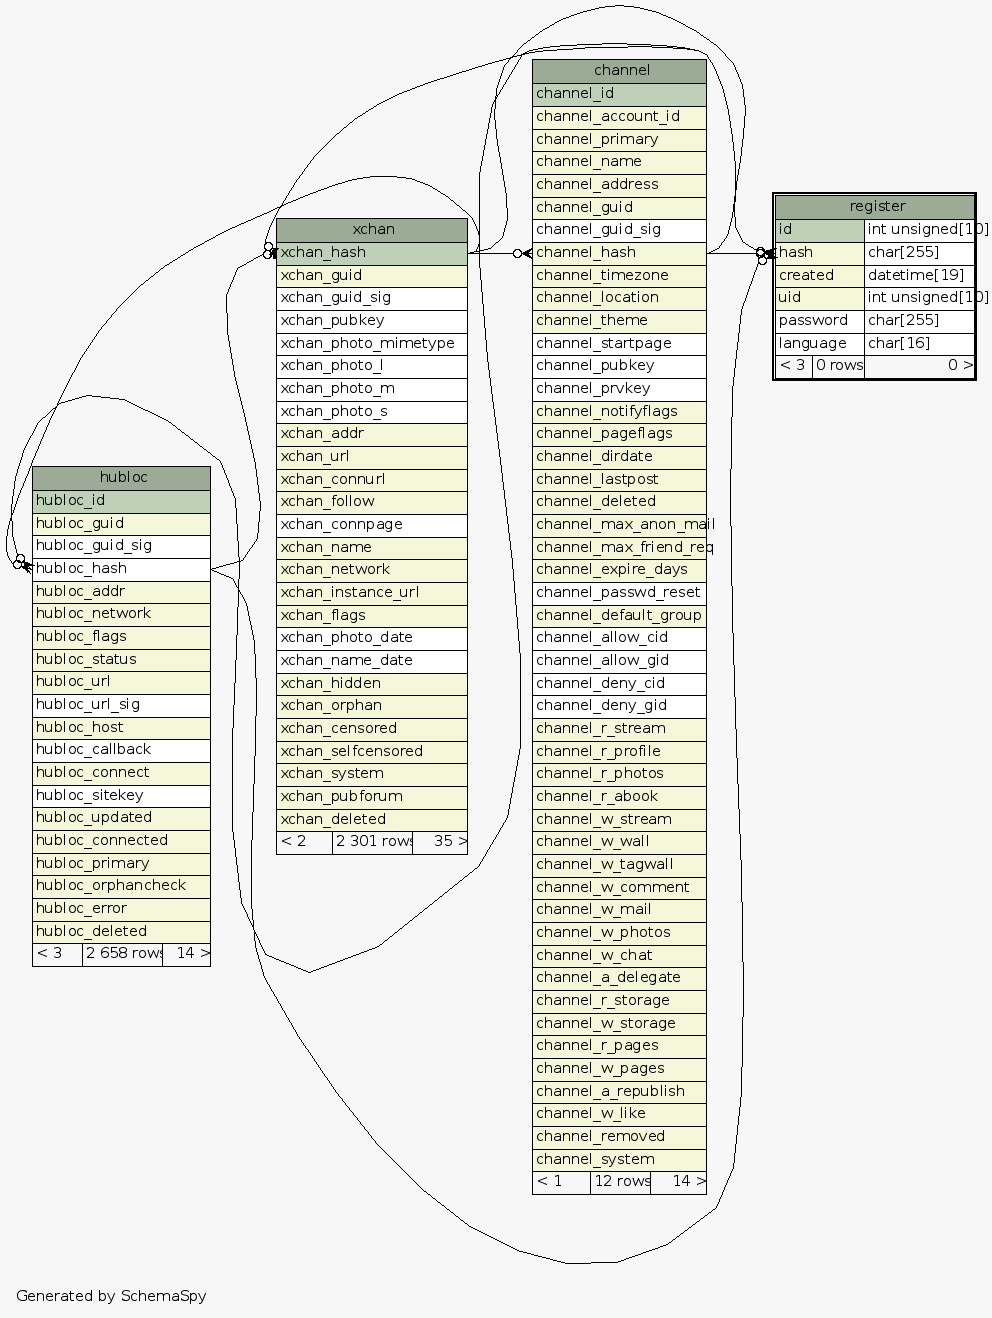 channel
channel_id
channel_account_id
channel_primary
channel_name
channel_address
channel_guid
channel_guid_sig
channel_hash
channel_timezone
channel_location
channel_theme
channel_startpage
channel_pubkey
channel_prvkey
channel_notifyflags
channel_pageflags
channel_dirdate
channel_lastpost
channel_deleted
channel_max_anon_mail
channel_max_friend_req
channel_expire_days
channel_passwd_reset
channel_default_group
channel_allow_cid
channel_allow_gid
channel_deny_cid
channel_deny_gid
channel_r_stream
channel_r_profile
channel_r_photos
channel_r_abook
channel_w_stream
channel_w_wall
channel_w_tagwall
channel_w_comment
channel_w_mail
channel_w_photos
channel_w_chat
channel_a_delegate
channel_r_storage
channel_w_storage
channel_r_pages
channel_w_pages
channel_a_republish
channel_w_like
channel_removed
channel_system
< 1 12 rows 14 >
register
id int unsigned[10]
hash char[255]
created datetime[19]
uid int unsigned[10]
password char[255]
language char[16]
< 3 0 rows 0 >
xchan
xchan_hash
xchan_guid
xchan_guid_sig
xchan_pubkey
xchan_photo_mimetype
xchan_photo_l
xchan_photo_m
xchan_photo_s
xchan_addr
xchan_url
xchan_connurl
xchan_follow
xchan_connpage
xchan_name
xchan_network
xchan_instance_url
xchan_flags
xchan_photo_date
xchan_name_date
xchan_hidden
xchan_orphan
xchan_censored
xchan_selfcensored
xchan_system
xchan_pubforum
xchan_deleted
< 2 2 301 rows 35 >
hubloc
hubloc_id
hubloc_guid
hubloc_guid_sig
hubloc_hash
hubloc_addr
hubloc_network
hubloc_flags
hubloc_status
hubloc_url
hubloc_url_sig
hubloc_host
hubloc_callback
hubloc_connect
hubloc_sitekey
hubloc_updated
hubloc_connected
hubloc_primary
hubloc_orphancheck
hubloc_error
hubloc_deleted
< 3 2 658 rows 14 >
Generated by SchemaSpy